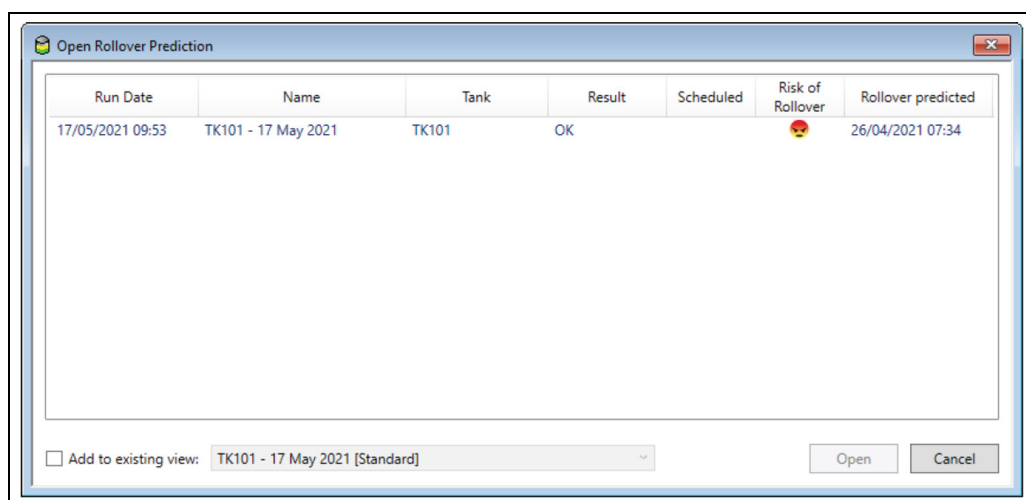 Open Rollover Prediction
Run Date Name Tank Result Scheduled Risk of Rollover Rollover predicted
17/05/2021 09:53 TK101 - 17 May 2021 TK101 OK 26/04/2021 07:34
Add to existing view: TK101 - 17 May 2021 [Standard] Open Cancel